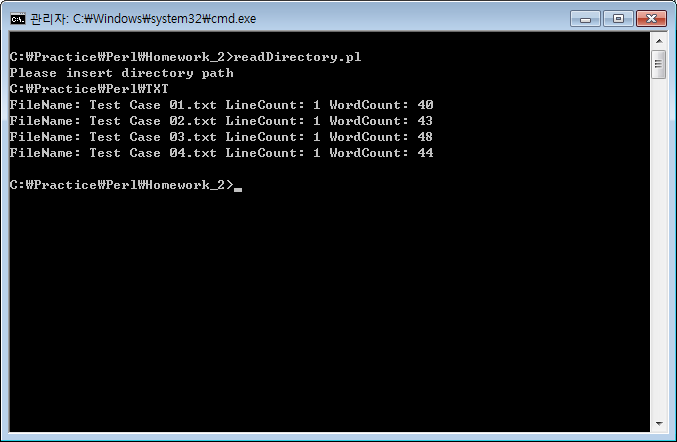 관리자: C:₩Windows₩system32₩cmd.exe
C:₩Practice₩Perl₩Homework_2>readDirectory.pl
Please insert directory path
C:₩Practice₩Perl₩TXT
FileName: Test Case 01.txt LineCount: 1 WordCount: 40
FileName: Test Case 02.txt LineCount: 1 WordCount: 43
FileName: Test Case 03.txt LineCount: 1 WordCount: 48
FileName: Test Case 04.txt LineCount: 1 WordCount: 44
C:₩Practice₩Perl₩Homework_2>